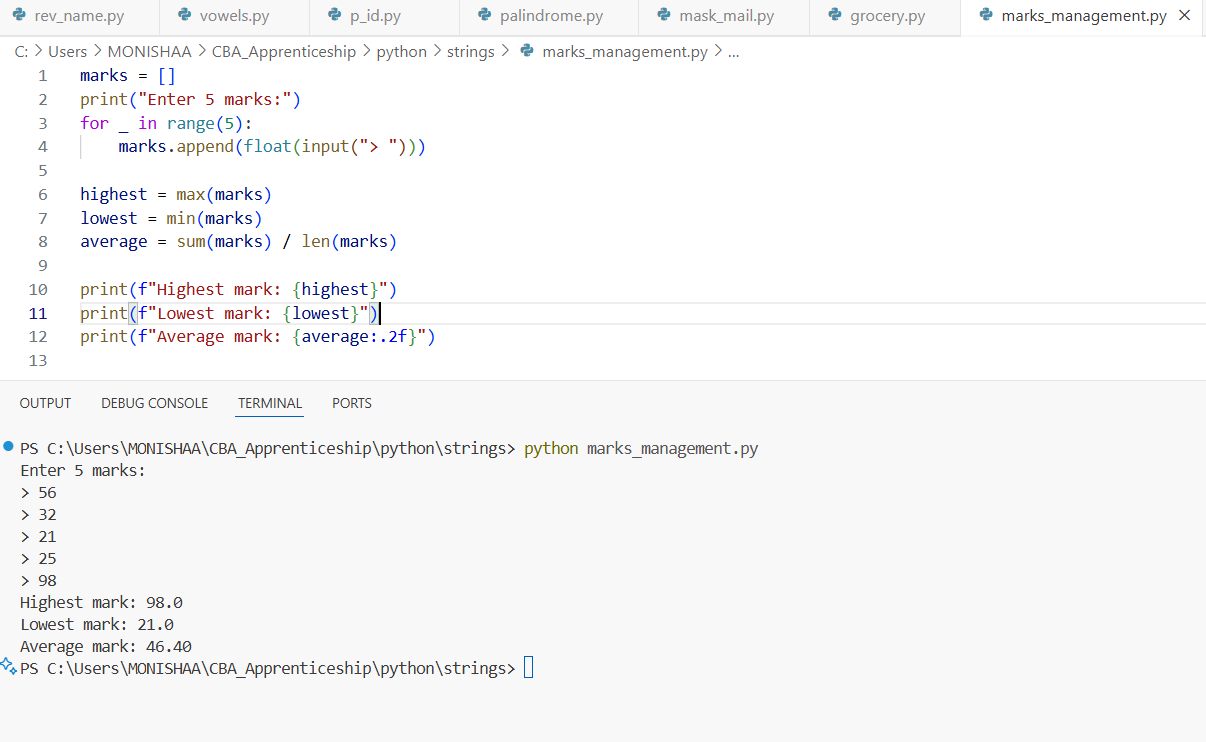 rev_name.py vowels.py p_id.py palindrome.py mask_mail.py grocery.py marks_management.py
C: > Users > MONISHAA > CBA_Apprenticeship > python > strings > marks_management.py > ...
1 marks = []
2 print("Enter 5 marks:")
3 for _ in range(5):
4     marks.append(float(input("> ")))
5
6 highest = max(marks)
7 lowest = min(marks)
8 average = sum(marks) / len(marks)
9
10 print(f"Highest mark: {highest}")
11 print(f"Lowest mark: {lowest}")
12 print(f"Average mark: {average:.2f}")
13
OUTPUT DEBUG CONSOLE TERMINAL PORTS
PS C:\Users\MONISHAA\CBA_Apprenticeship\python\strings> python marks_management.py
Enter 5 marks:
> 56
> 32
> 21
> 25
> 98
Highest mark: 98.0
Lowest mark: 21.0
Average mark: 46.40
PS C:\Users\MONISHAA\CBA_Apprenticeship\python\strings>